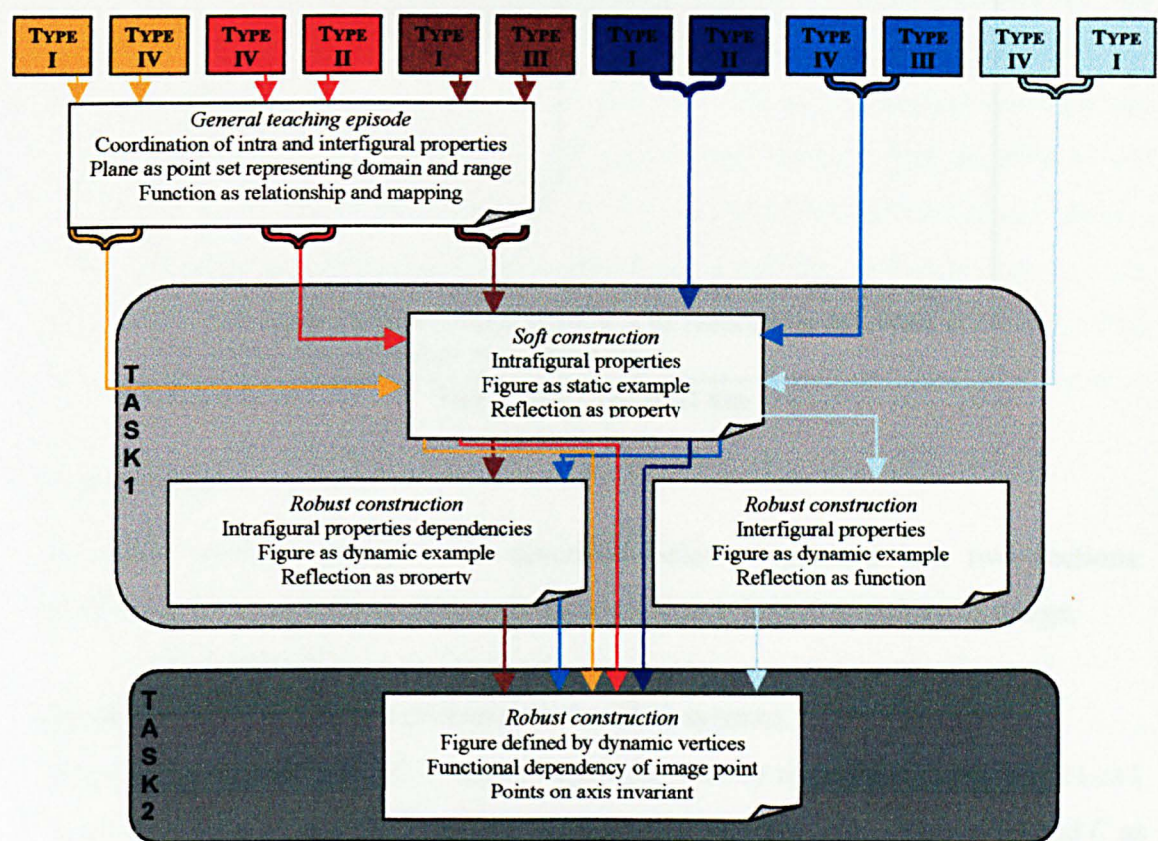 TYPE I
TYPE IV
TYPE IV
TYPE II
TYPE I
TYPE III
TYPE I
TYPE II
TYPE IV
TYPE III
TYPE IV
TYPE I
General teaching episode
Coordination of intra and interfigural properties
Plane as point set representing domain and range
Function as relationship and mapping
TASK1
Soft construction
Intrafigural properties
Figure as static example
Reflection as property
Robust construction
Intrafigural properties dependencies
Figure as dynamic example
Reflection as property
Robust construction
Interfigural properties
Figure as dynamic example
Reflection as function
TASK2
Robust construction
Figure defined by dynamic vertices
Functional dependency of image point
Points on axis invariant